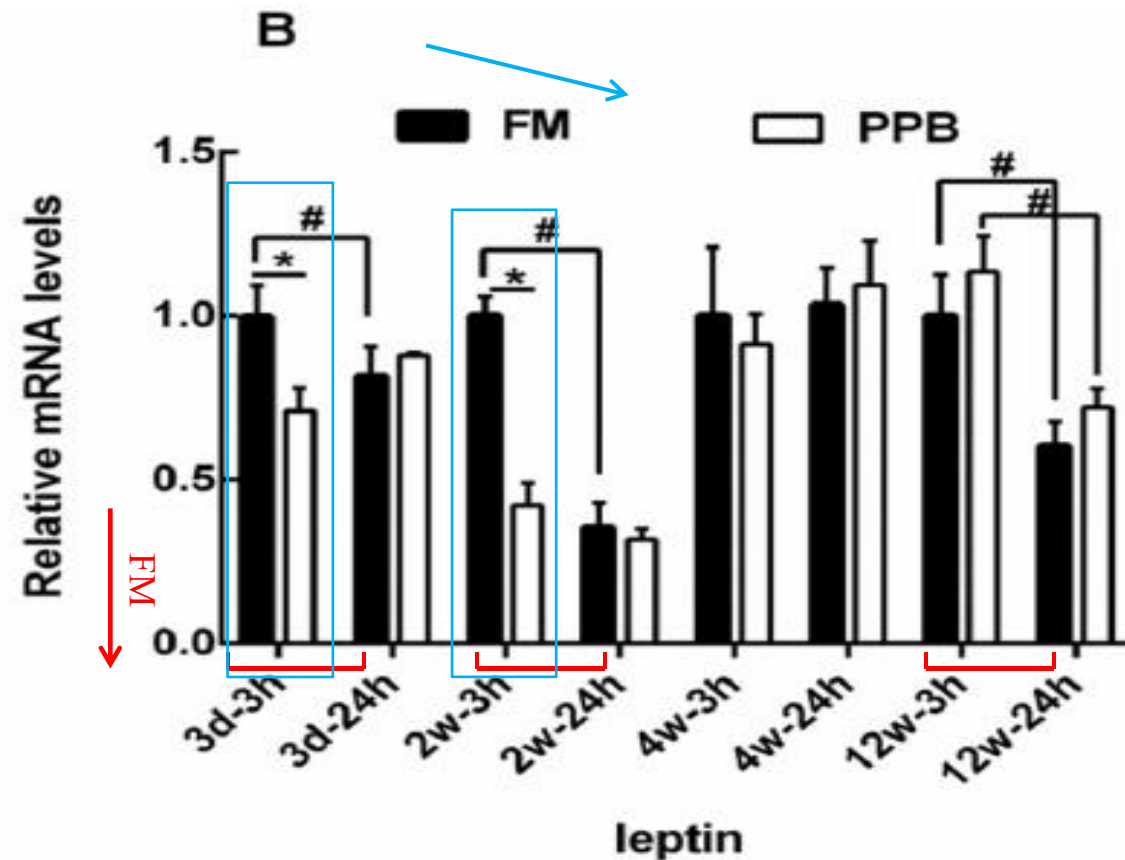 B
FM
PPB
Relative mRNA levels
1.5
1.0
0.5
0.0
#
*
#
*
#
#
FM
3d-3h
3d-24h
2w-3h
2w-24h
4w-3h
4w-24h
12w-3h
12w-24h
leptin